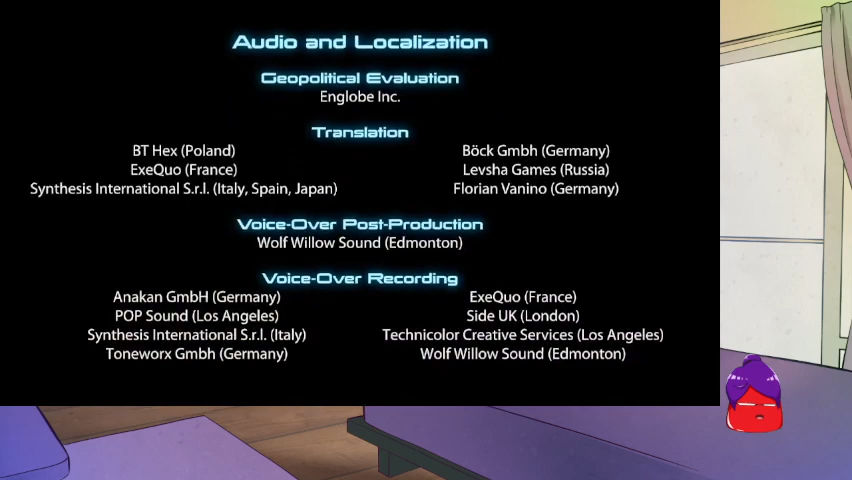 Audio and Localization
Geopolitical Evaluation
Englobe Inc.
Translation
BT Hex (Poland)
ExeQuo (France)
Synthesis International S.r.l. (Italy, Spain, Japan)
Böck Gmbh (Germany)
Levsha Games (Russia)
Florian Vanino (Germany)
Voice-Over Post-Production
Wolf Willow Sound (Edmonton)
Voice-Over Recording
Anakan GmbH (Germany)
POP Sound (Los Angeles)
Synthesis International S.r.l. (Italy)
Toneworx Gmbh (Germany)
ExeQuo (France)
Side UK (London)
Technicolor Creative Services (Los Angeles)
Wolf Willow Sound (Edmonton)